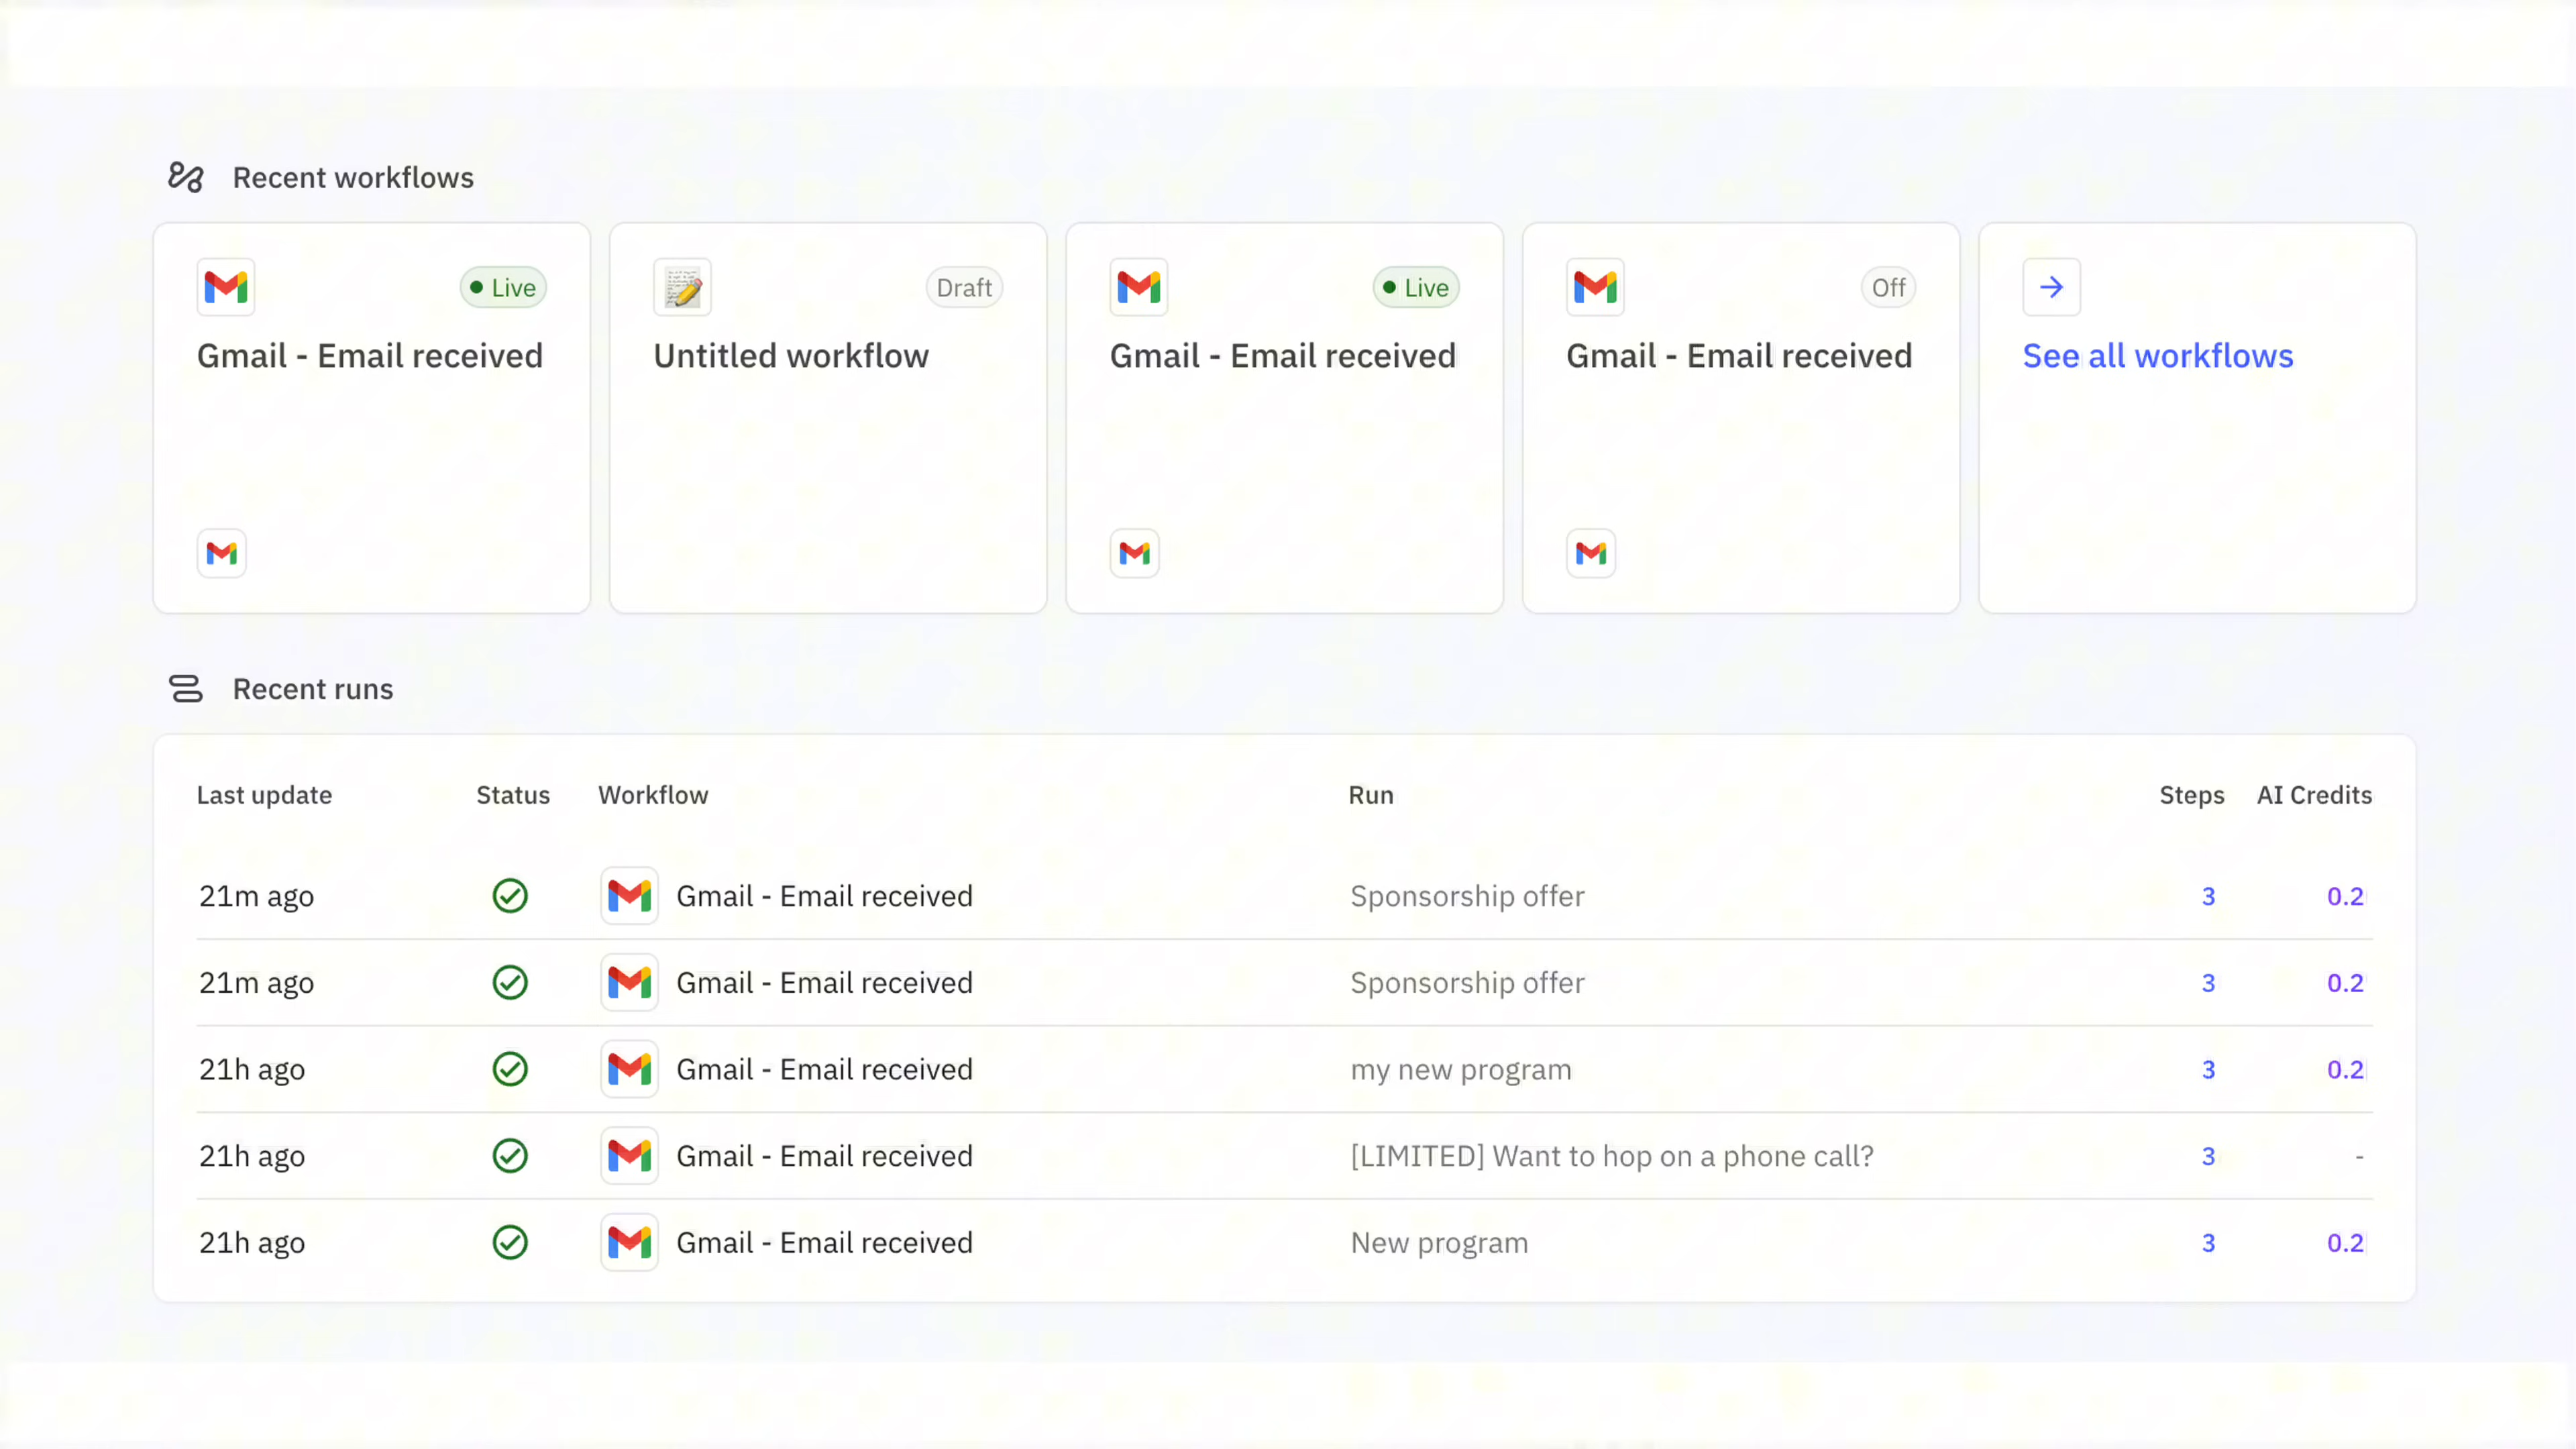 Recent workflows
Live
Gmail - Email received
Draft
Untitled workflow
Live
Gmail - Email received
Off
Gmail - Email received
See all workflows
Recent runs
Last update Status Workflow Run Steps AI Credits
21m ago Gmail - Email received Sponsorship offer 3 0.2
21m ago Gmail - Email received Sponsorship offer 3 0.2
21h ago Gmail - Email received my new program 3 0.2
21h ago Gmail - Email received [LIMITED] Want to hop on a phone call? 3 -
21h ago Gmail - Email received New program 3 0.2